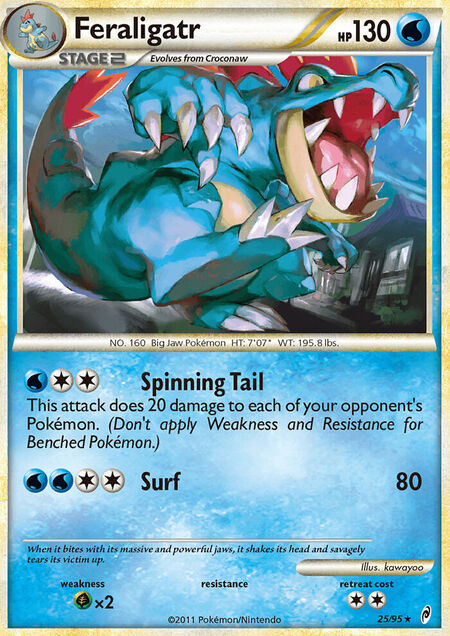 Feraligatr HP130
STAGE2 Evolves from Croconaw
NO. 160 Big Jaw Pokémon HT: 7'07" WT: 195.8 lbs.
Spinning Tail
This attack does 20 damage to each of your opponent's
Pokémon. (Don't apply Weakness and Resistance for
Benched Pokémon.)
Surf 80
When it bites with its massive and powerful jaws, it shakes its head and savagely
tears its victim up.
Illus. kawayoo
weakness resistance retreat cost
×2
25/95 ★
©2011 Pokémon/Nintendo